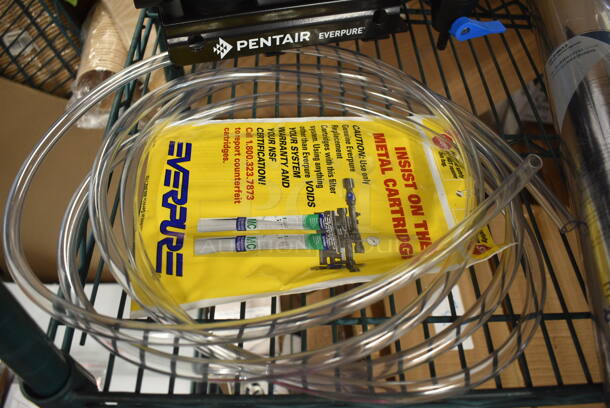 PENTAIR EVERPURE®
INSIST ON THE
METAL CARTRIDGE
CAUTION: Use only
Genuine Everpure
Replacement
Cartridges with this filter
system. Using anything
other than Everpure VOIDS
YOUR SYSTEM
WARRANTY AND
YOUR NSF
CERTIFICATION!
Call 1.800.323.7873
to report counterfeit
cartridges.
EVERPURE